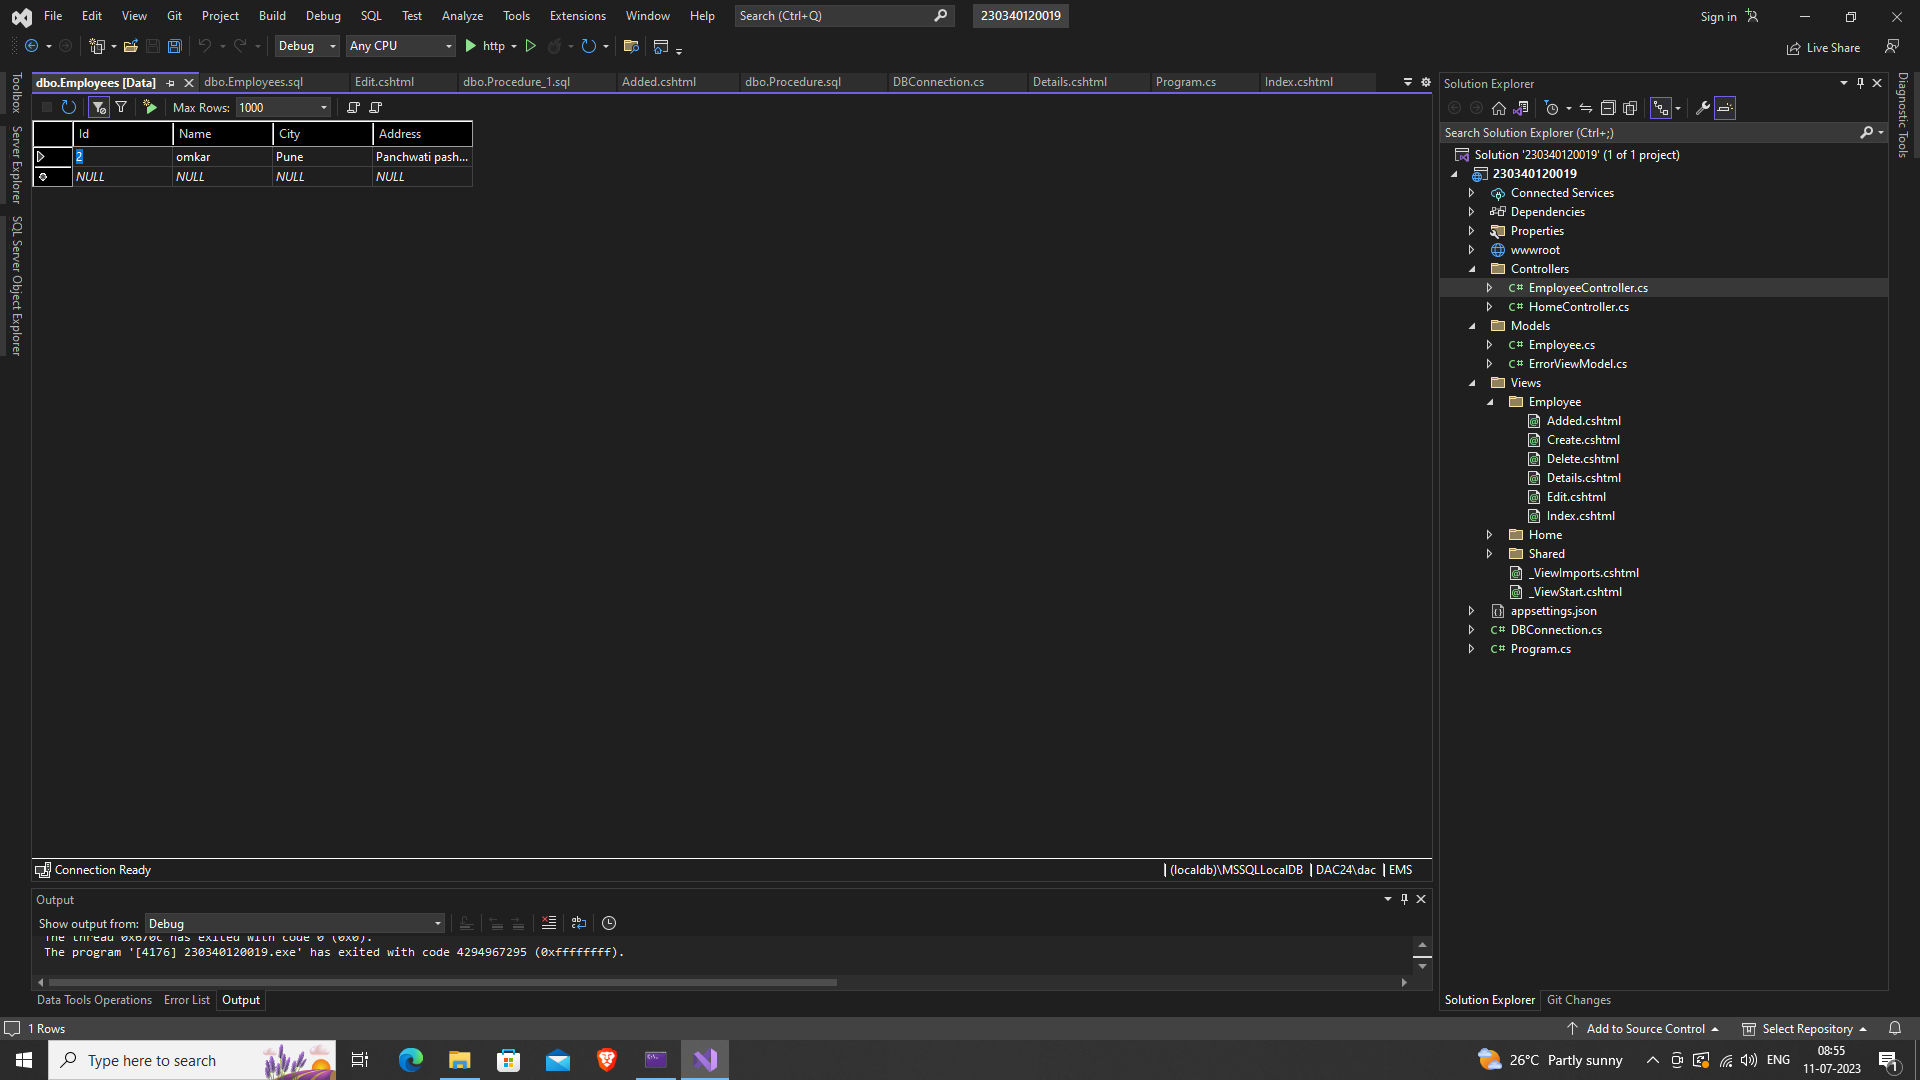 File Edit View Git Project Build Debug SQL Test Analyze Tools Extensions Window Help Search (Ctrl+Q) 230340120019 Sign in
Debug Any CPU http Live Share
dbo.Employees [Data] dbo.Employees.sql Edit.cshtml dbo.Procedure_1.sql Added.cshtml dbo.Procedure.sql DBConnection.cs Details.cshtml Program.cs Index.cshtml
Max Rows: 1000
Id Name City Address
2 omkar Pune Panchwati pash...
NULL NULL NULL NULL
Toolbox
Server Explorer
SQL Server Object Explorer
Connection Ready (localdb)\MSSQLLocalDB DAC24\dac EMS
Output
Show output from: Debug
The thread 0x670c has exited with code 0 (0x0).
The program '[4176] 230340120019.exe' has exited with code 4294967295 (0xffffffff).
Data Tools Operations Error List Output
Solution Explorer
Search Solution Explorer (Ctrl+;)
Solution '230340120019' (1 of 1 project)
230340120019
Connected Services
Dependencies
Properties
wwwroot
Controllers
C# EmployeeController.cs
C# HomeController.cs
Models
C# Employee.cs
C# ErrorViewModel.cs
Views
Employee
Added.cshtml
Create.cshtml
Delete.cshtml
Details.cshtml
Edit.cshtml
Index.cshtml
Home
Shared
_ViewImports.cshtml
_ViewStart.cshtml
appsettings.json
C# DBConnection.cs
C# Program.cs
Solution Explorer Git Changes
Diagnostic Tools
1 Rows Add to Source Control Select Repository
Type here to search 26°C Partly sunny ENG 08:55
11-07-2023 1